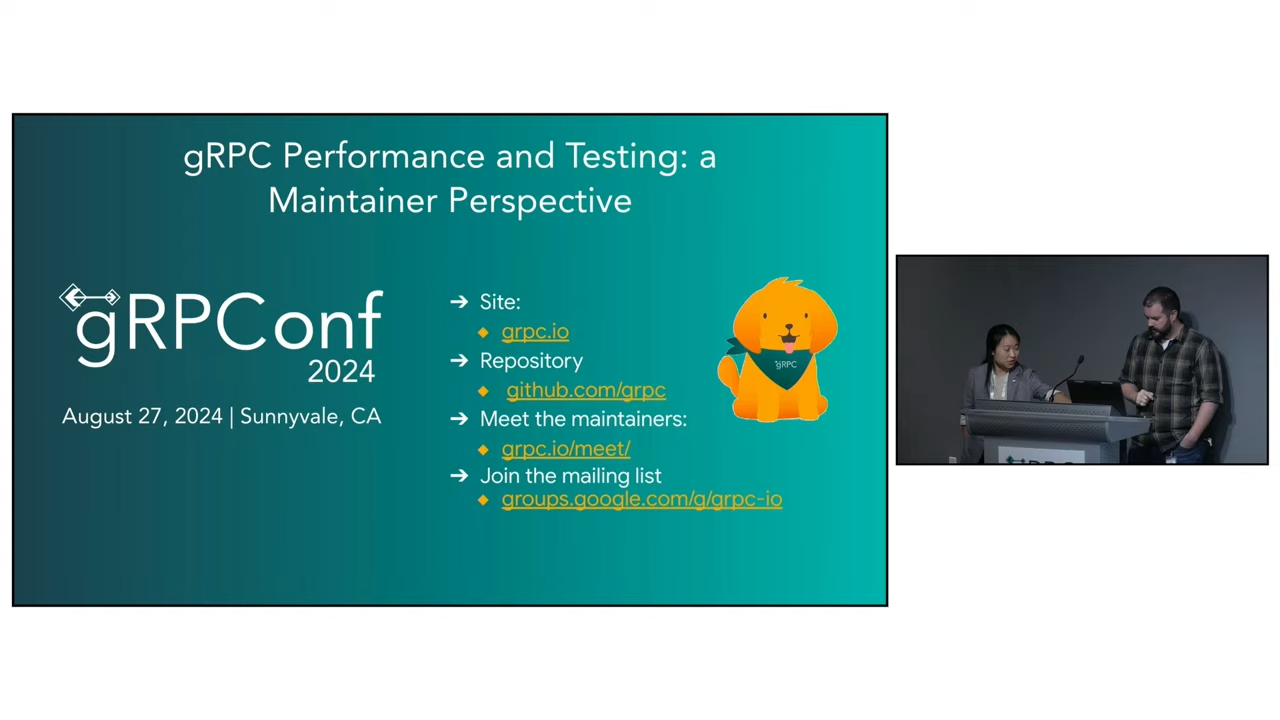 gRPC Performance and Testing: a
Maintainer Perspective
gRPConf
2024
August 27, 2024 | Sunnyvale, CA
➔ Site:
◆ grpc.io
➔ Repository
◆ github.com/grpc
➔ Meet the maintainers:
◆ grpc.io/meet/
➔ Join the mailing list
◆ groups.google.com/g/grpc-io
gRPC